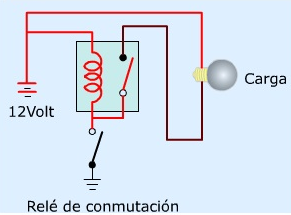 Carga
12Volt
Relé de conmutación